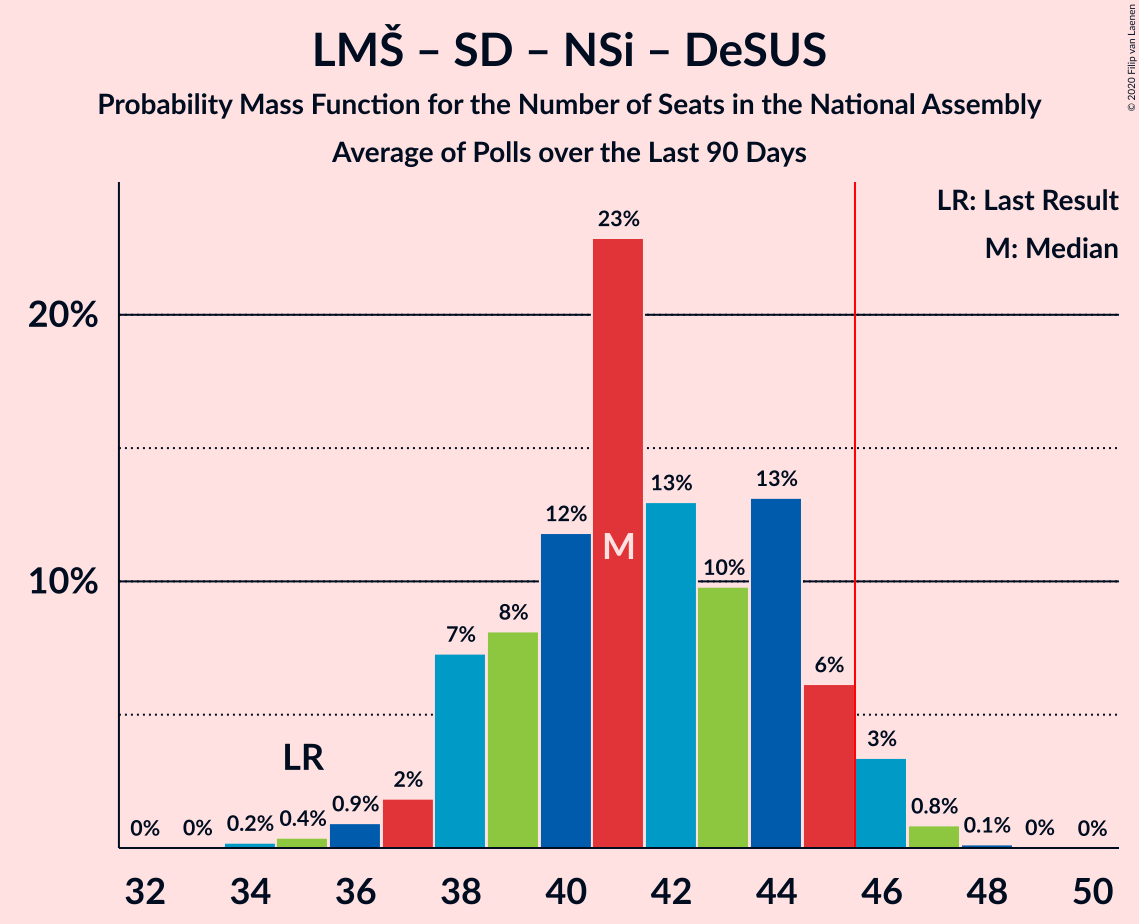 LMŠ – SD – NSi – DeSUS
Probability Mass Function for the Number of Seats in the National Assembly
Average of Polls over the Last 90 Days
© 2020 Filip van Laenen
LR: Last Result
M: Median
20%
10%
0%
0%
0.2%
0.4%
0.9%
2%
7%
8%
12%
23%
13%
10%
13%
6%
3%
0.8%
0.1%
0%
0%
LR
M
32 34 36 38 40 42 44 46 48 50